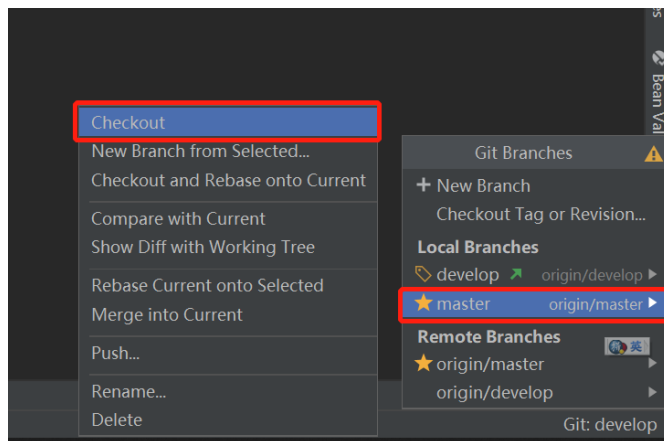 es
Bean Val
Checkout
New Branch from Selected...
Checkout and Rebase onto Current
Compare with Current
Show Diff with Working Tree
Rebase Current onto Selected
Merge into Current
Push...
Rename...
Delete
Git Branches
+ New Branch
Checkout Tag or Revision...
Local Branches
develop origin/develop
master origin/master
Remote Branches
英
origin/master
origin/develop
Git: develop